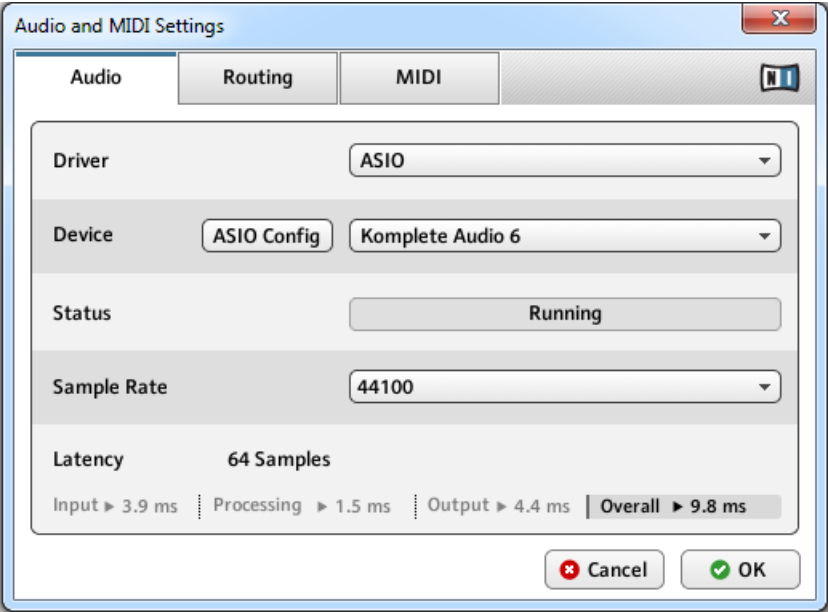 Audio and MIDI Settings
Audio Routing MIDI NI
Driver ASIO
Device ASIO Config Komplete Audio 6
Status Running
Sample Rate 44100
Latency 64 Samples
Input ▶ 3.9 ms Processing ▶ 1.5 ms Output ▶ 4.4 ms Overall ▶ 9.8 ms
Cancel OK